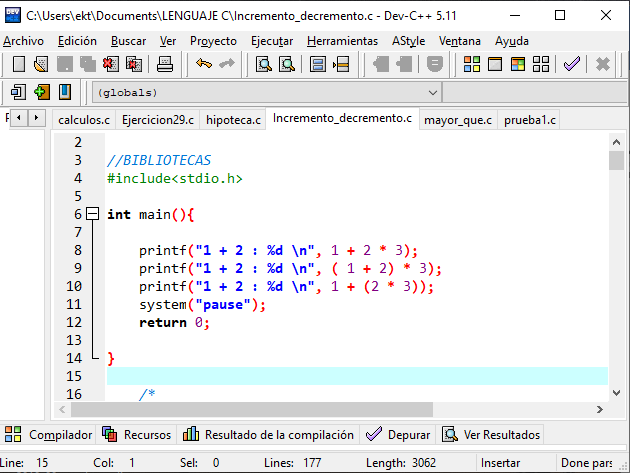 C:\Users\ekt\Documents\LENGUAJE C\Incremento_decremento.c - Dev-C++ 5.11
Archivo Edición Buscar Ver Proyecto Ejecutar Herramientas AStyle Ventana Ayuda
(globals)
calculos.c Ejercicion29.c hipoteca.c Incremento_decremento.c mayor_que.c prueba1.c
2
3 //BIBLIOTECAS
4 #include<stdio.h>
5
6 int main(){
7
8 printf("1 + 2 : %d \n", 1 + 2 * 3);
9 printf("1 + 2 : %d \n", ( 1 + 2) * 3);
10 printf("1 + 2 : %d \n", 1 + (2 * 3));
11 system("pause");
12 return 0;
13
14 }
15
16 /*
Compilador Recursos Resultado de la compilación Depurar Ver Resultados
Line: 15 Col: 1 Sel: 0 Lines: 177 Length: 3062 Insertar Done pars